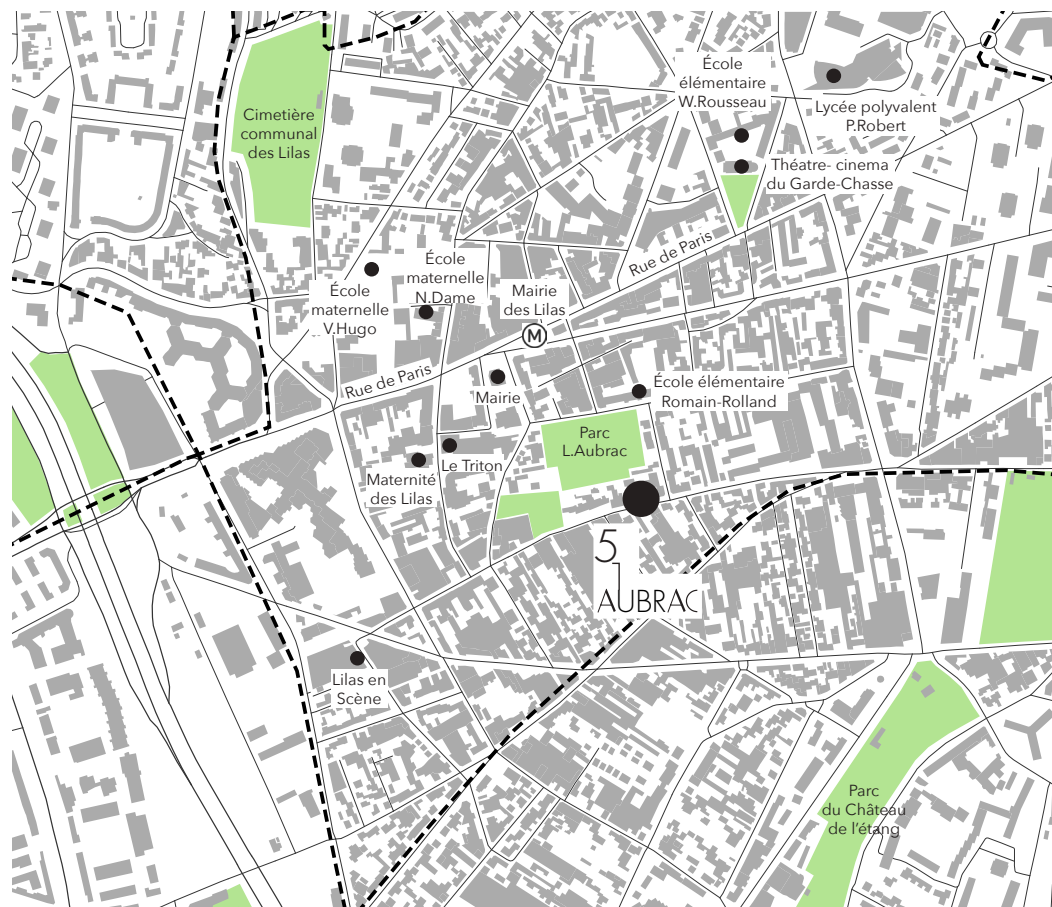 École
élémentaire
W.Rousseau
Lycée polyvalent
P.Robert
Cimetière
communal
des Lilas
Théatre- cinema
du Garde-Chasse
Rue de Paris
École
maternelle
N.Dame
École
maternelle
V.Hugo
Mairie
des Lilas
M
Rue de Paris
Mairie
École élémentaire
Romain-Rolland
Parc
L.Aubrac
Le Triton
Maternité
des Lilas
5
AUBRAC
Lilas en
Scène
Parc
du Château
de l'étang